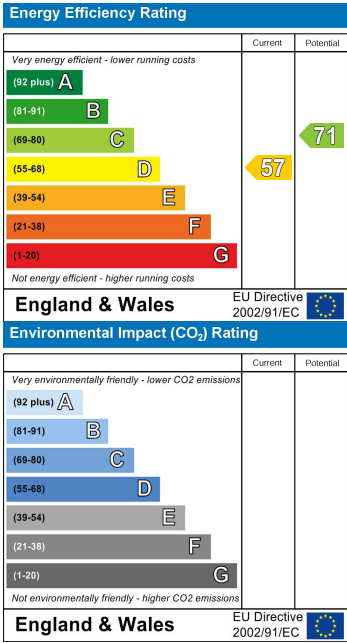 Energy Efficiency Rating
Current Potential
Very energy efficient - lower running costs
(92 plus) A
(81-91) B
(69-80) C
71
(55-68) D
57
(39-54) E
(21-38) F
(1-20) G
Not energy efficient - higher running costs
England & Wales
EU Directive
2002/91/EC
Environmental Impact (CO₂) Rating
Current Potential
Very environmentally friendly - lower CO2 emissions
(92 plus) A
(81-91) B
(69-80) C
(55-68) D
(39-54) E
(21-38) F
(1-20) G
Not environmentally friendly - higher CO2 emissions
England & Wales
EU Directive
2002/91/EC